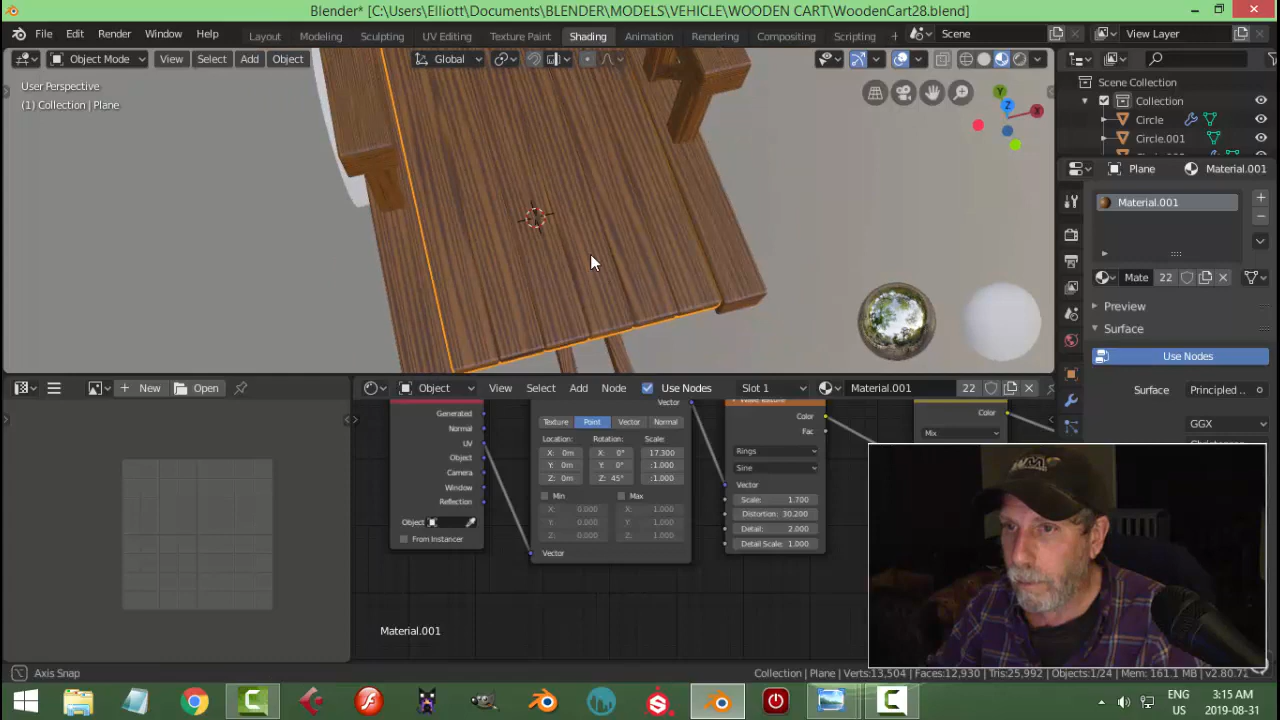 Blender* [C:\Users\Elliott\Documents\BLENDER\MODELS\VEHICLE\WOODEN CART\WoodenCart28.blend]
File Edit Render Window Help Layout Modeling Sculpting UV Editing Texture Paint Shading Animation Rendering Compositing Scripting + Scene View Layer
Object Mode View Select Add Object Global
User Perspective
(1) Collection | Plane
Z
Y
X
Scene Collection
Collection
Circle
Circle.001
Plane Material.001
Material.001
Mate 22
Preview
Surface
Use Nodes
Surface Principled ...
GGX
+ New Open
Object View Select Add Node Use Nodes Slot 1 Material.001 22
Generated
Normal
UV
Object
Camera
Window
Reflection
Object
From Instancer
Vector
Texture Point Vector Normal
Location: Rotation: Scale:
X: 0m X: 0° 17.300
Y: 0m Y: 0° :1.000
Z: 0m Z: 45° :1.000
Min Max
X: 0.000 X: 1.000
Y: 0.000 Y: 1.000
Z: 0.000 Z: 1.000
Vector
Color
Fac
Rings
Sine
Vector
Scale: 1.700
Distortion: 30.200
Detail: 2.000
Detail Scale: 1.000
Color
Mix
Material.001
Axis Snap
Collection | Plane | Verts:13,504 | Faces:12,930 | Tris:25,992 | Objects:1/24 | Mem: 161.1 MB | v2.80.71
ENG
US
3:15 AM
2019-08-31